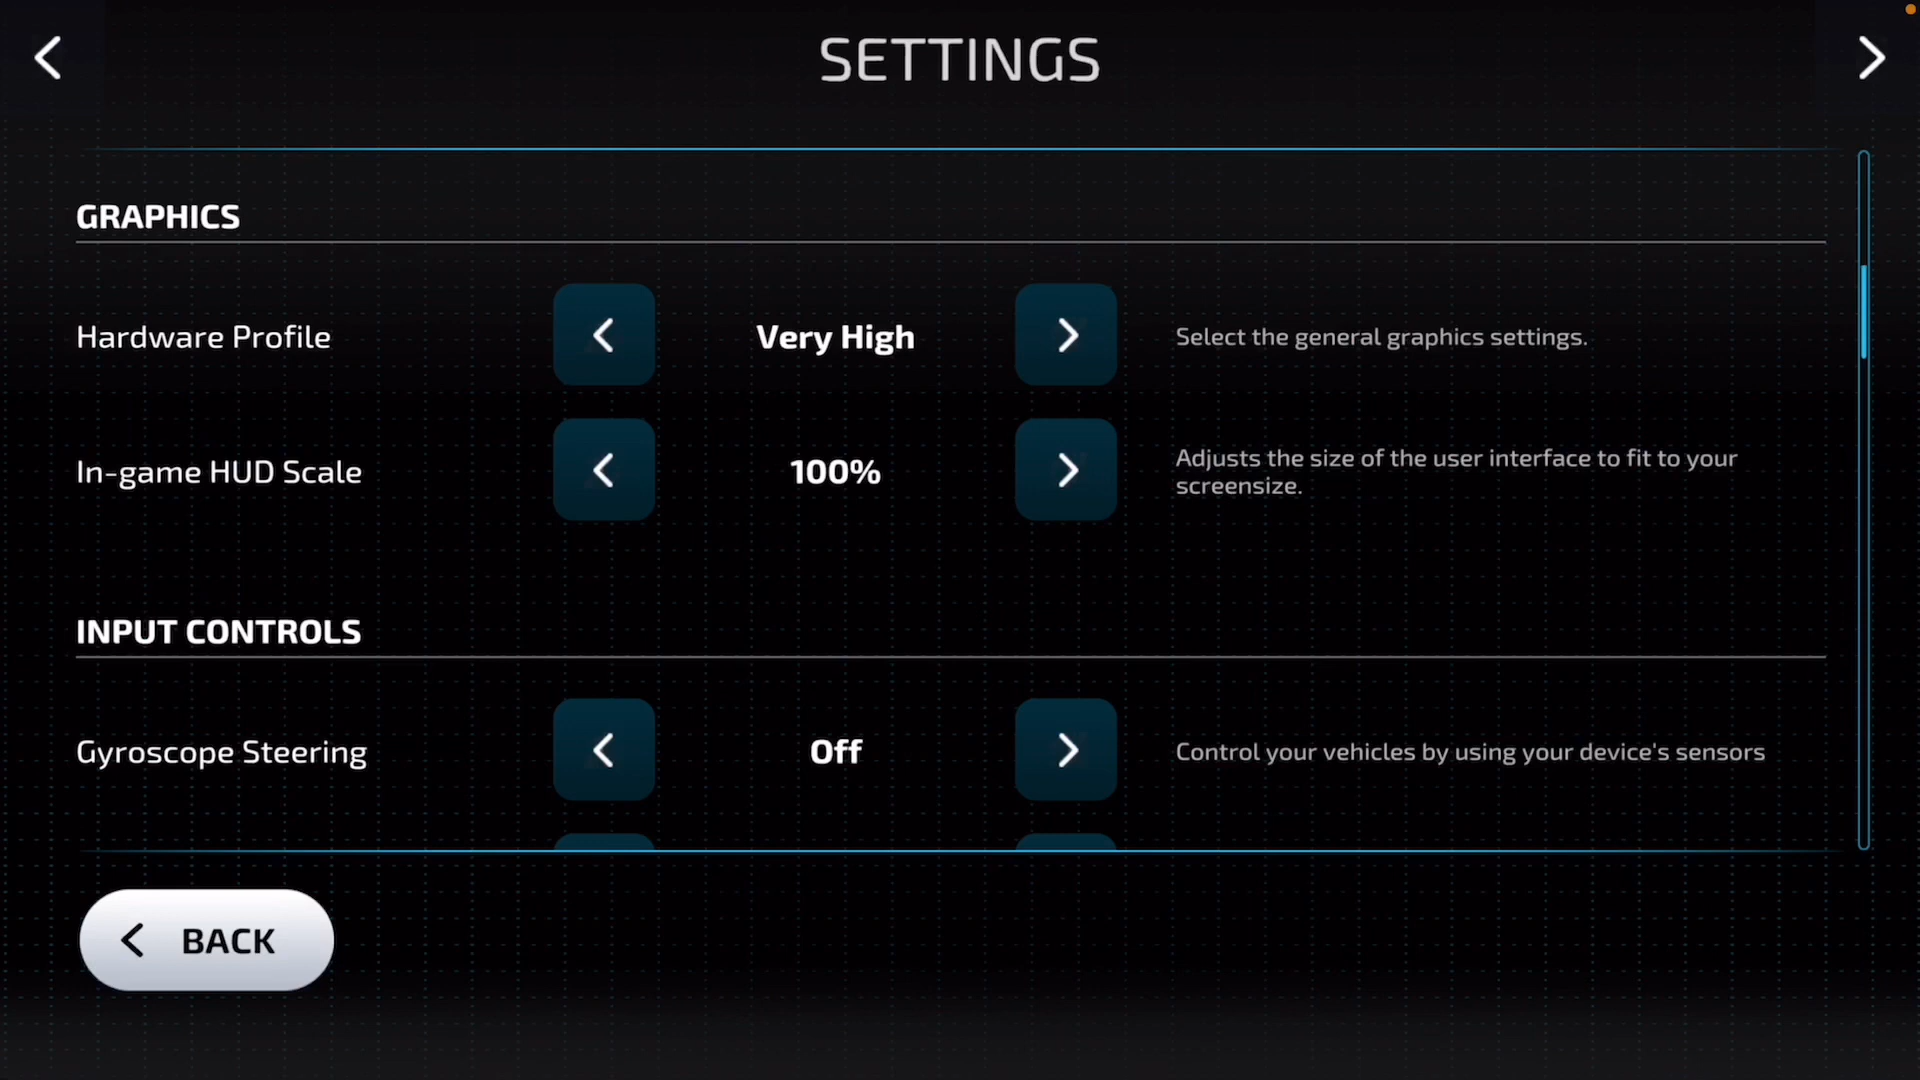 SETTINGS
GRAPHICS
Hardware Profile
Very High
Select the general graphics settings.
In-game HUD Scale
100%
Adjusts the size of the user interface to fit to your
screensize.
INPUT CONTROLS
Gyroscope Steering
Off
Control your vehicles by using your device's sensors
BACK